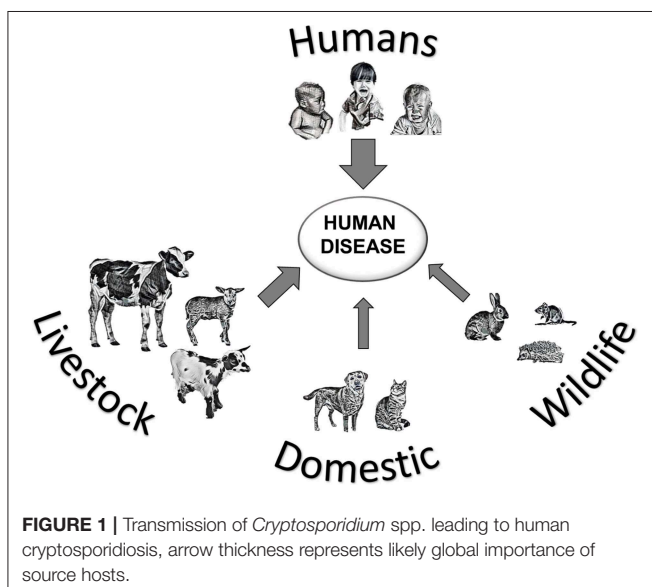 Humans
HUMAN
DISEASE
Livestock
Domestic
Wildlife
FIGURE 1 | Transmission of Cryptosporidium spp. leading to human
cryptosporidiosis, arrow thickness represents likely global importance of
source hosts.